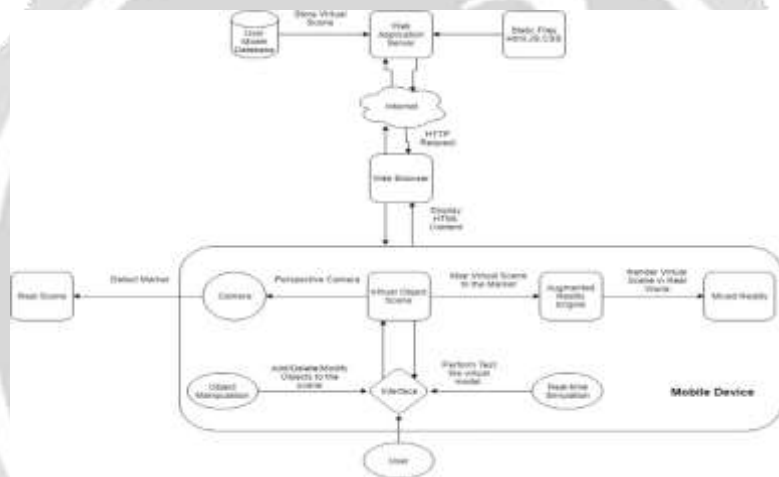 Store Virtual
Scene
User
Model
Database
Web
Application
Server
Static Files
Html,JS,CSS
Internet
HTTP
Request
Web Browser
Display
HTML
Content
Detect Marker
Perspective Camera
Map Virtual Scene
to the Marker
Render Virtual
Scene in Real
World
Real Scene
Camera
Virtual Object
Scene
Augmented
Reality
Engine
Mixed Reality
Add/Delete/Modify
Objects to the
scene
Perform Test
the virtual
model
Object
Manipulation
Interface
Real-time
Simulation
Mobile Device
User